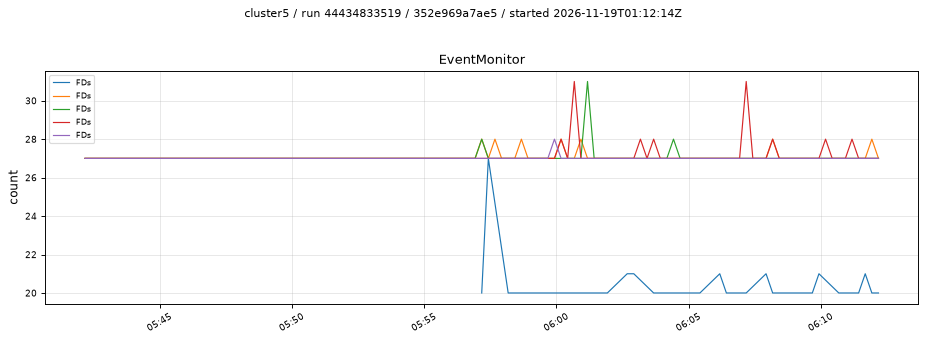 cluster5 / run 44434833519 / 352e969a7ae5 / started 2026-11-19T01:12:14Z
EventMonitor
FDs
FDs
FDs
FDs
FDs
count
30
28
26
24
22
20
05:45
05:50
05:55
06:00
06:05
06:10